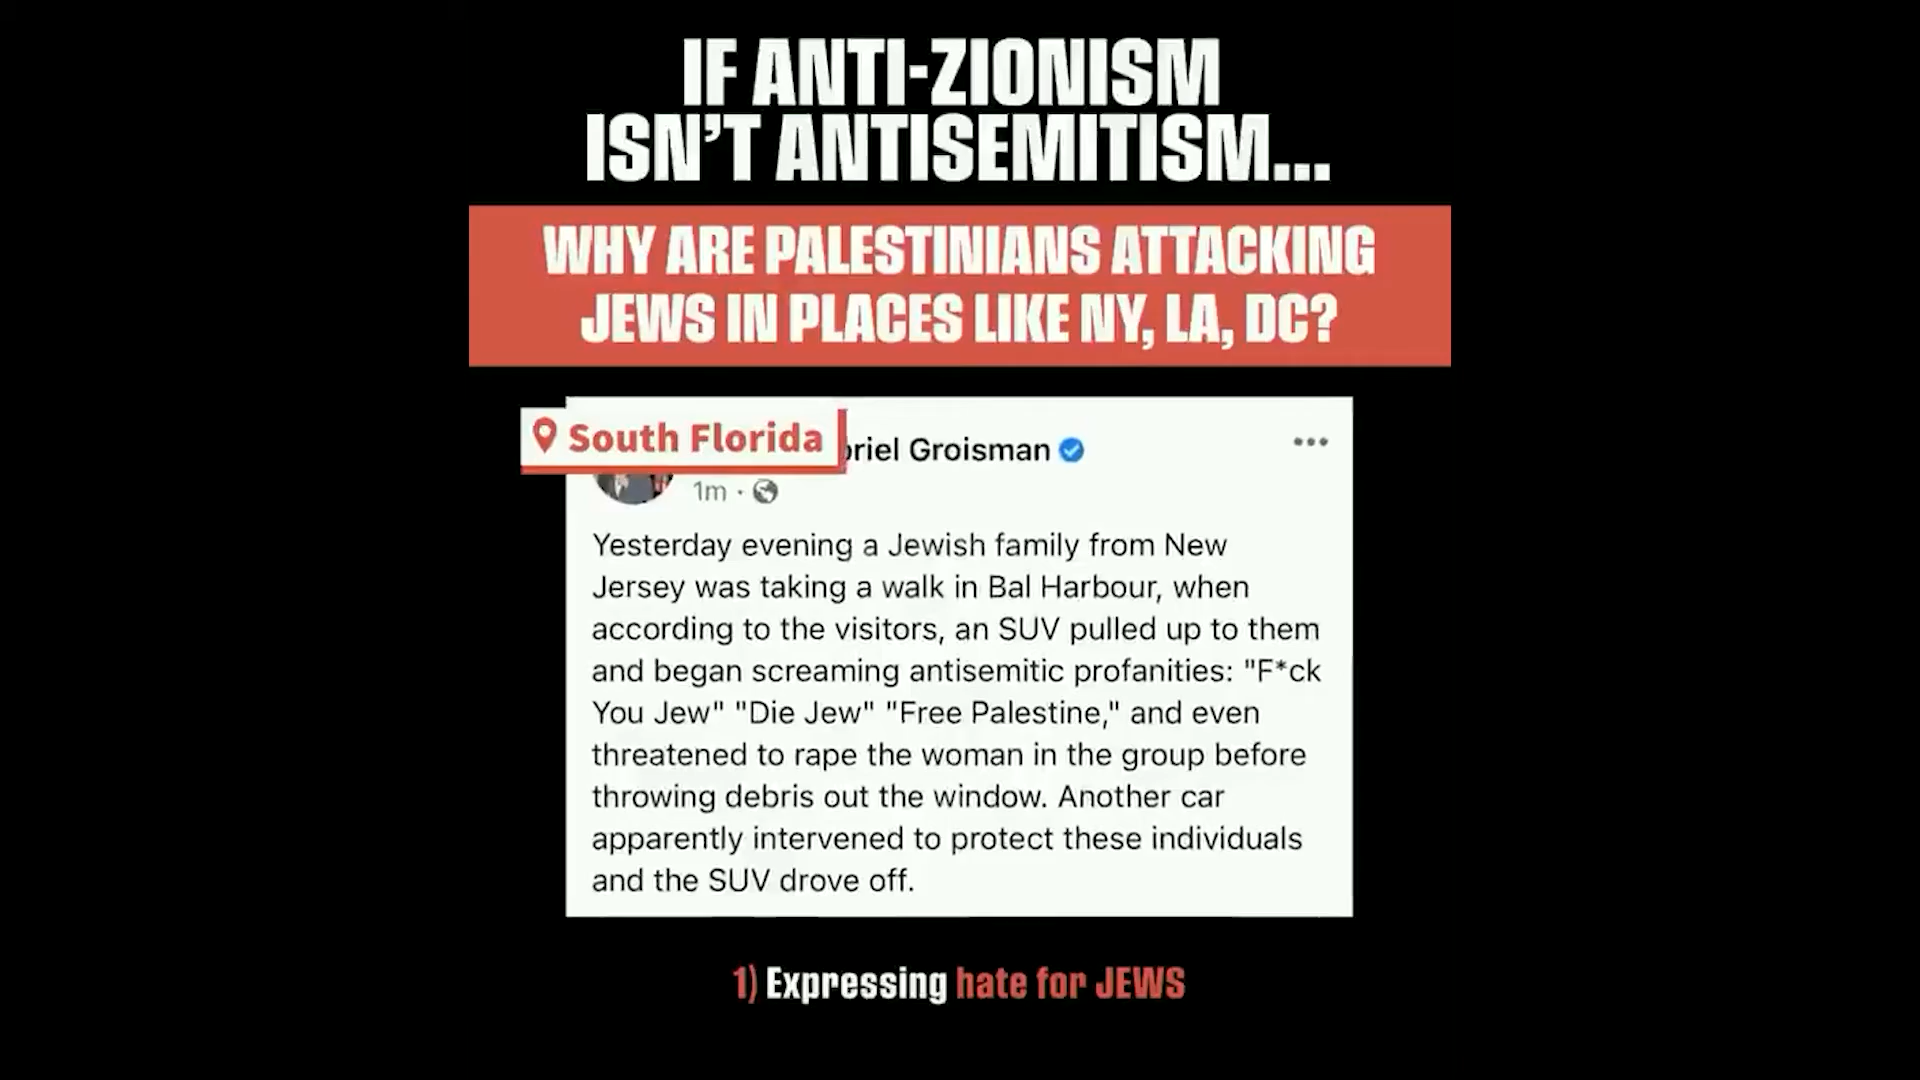 IF ANTI-ZIONISM
ISN'T ANTISEMITISM...
WHY ARE PALESTINIANS ATTACKING
JEWS IN PLACES LIKE NY, LA, DC?
South Florida
Groisman
1m
Yesterday evening a Jewish family from New
Jersey was taking a walk in Bal Harbour, when
according to the visitors, an SUV pulled up to them
and began screaming antisemitic profanities: "F*ck
You Jew" "Die Jew" "Free Palestine," and even
threatened to rape the woman in the group before
throwing debris out the window. Another car
apparently intervened to protect these individuals
and the SUV drove off.
1) Expressing hate for JEWS